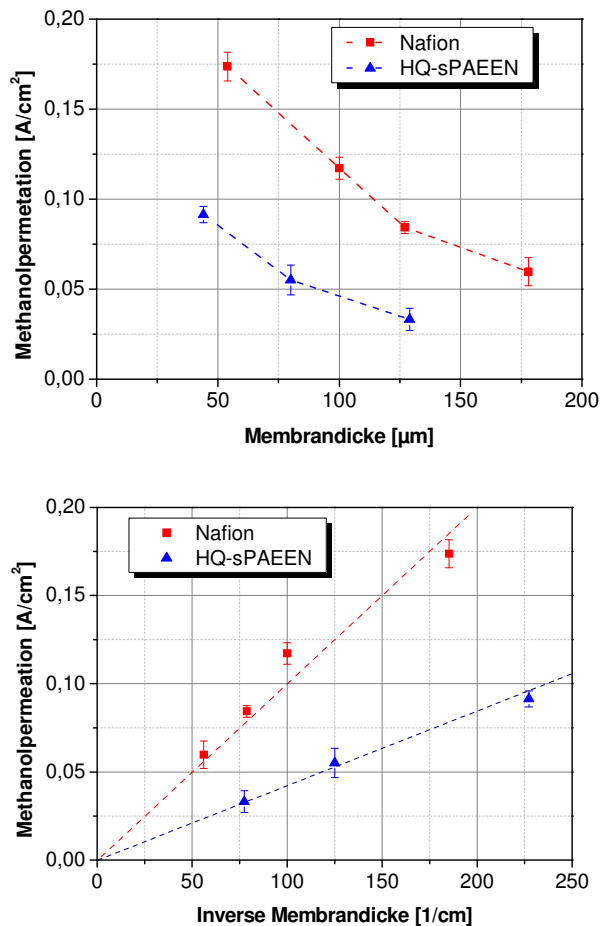 0,20
0,15
0,10
0,05
0,00
Methanolpermetation [A/cm²]
Nafion
HQ-sPAEEN
0 50 100 150 200
Membrandicke [µm]
0,20
0,15
0,10
0,05
0,00
Methanolpermeation [A/cm²]
Nafion
HQ-sPAEEN
0 50 100 150 200 250
Inverse Membrandicke [1/cm]